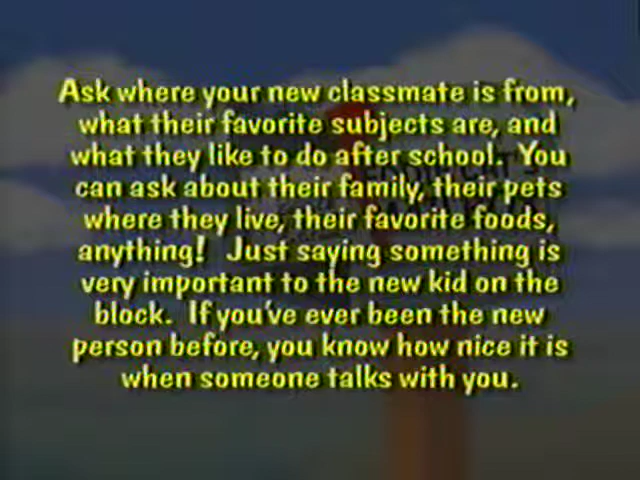 Ask where your new classmate is from,
what their favorite subjects are, and
what they like to do after school. You
can ask about their family, their pets
where they live, their favorite foods,
anything! Just saying something is
very important to the new kid on the
block. If you've ever been the new
person before, you know how nice it is
when someone talks with you.